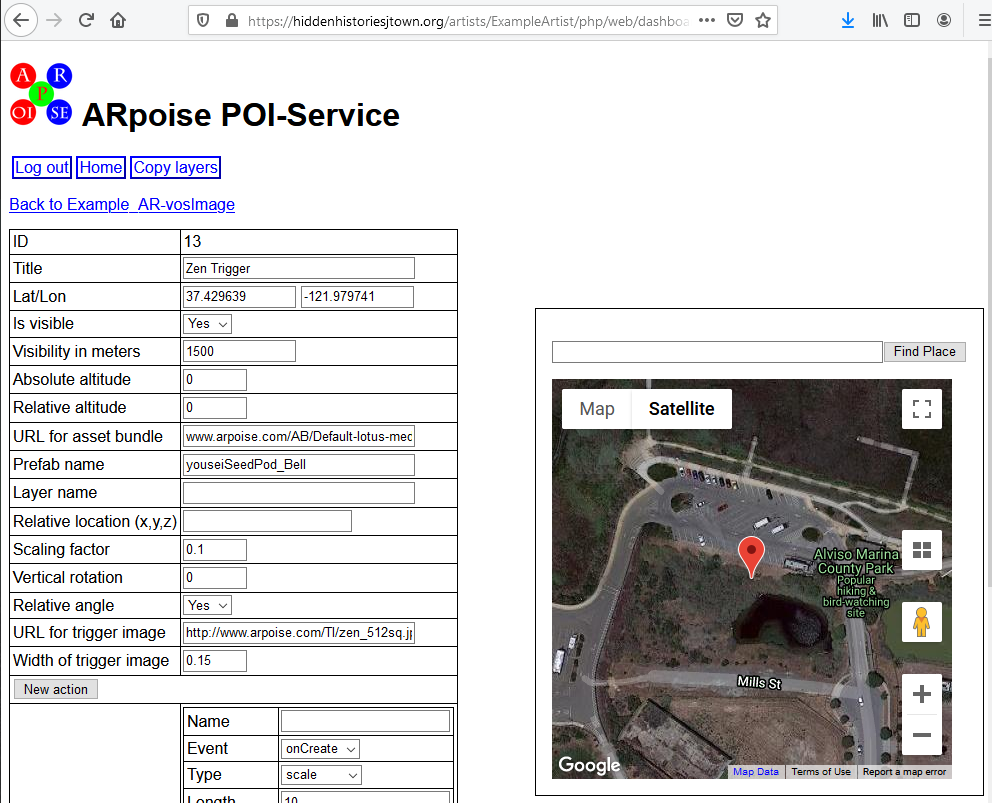 https://hiddenhistoriesjtown.org/artists/ExampleArtist/php/web/dashboa
A R
P
OI SE
ARpoise POI-Service
Log out Home Copy layers
Back to Example_AR-vosImage
ID 13
Title Zen Trigger
Lat/Lon 37.429639 -121.979741
Is visible Yes
Visibility in meters 1500
Absolute altitude 0
Relative altitude 0
URL for asset bundle www.arpoise.com/AB/Default-lotus-med
Prefab name youseiSeedPod_Bell
Layer name
Relative location (x,y,z)
Scaling factor 0.1
Vertical rotation 0
Relative angle Yes
URL for trigger image http://www.arpoise.com/TI/zen_512sq.j
Width of trigger image 0.15
New action
Name
Event onCreate
Type scale
Length 10
Find Place
Map Satellite
Alviso Marina
County Park
Popular
hiking &
bird-watching
site
Mills St
Google
Map Data Terms of Use Report a map error